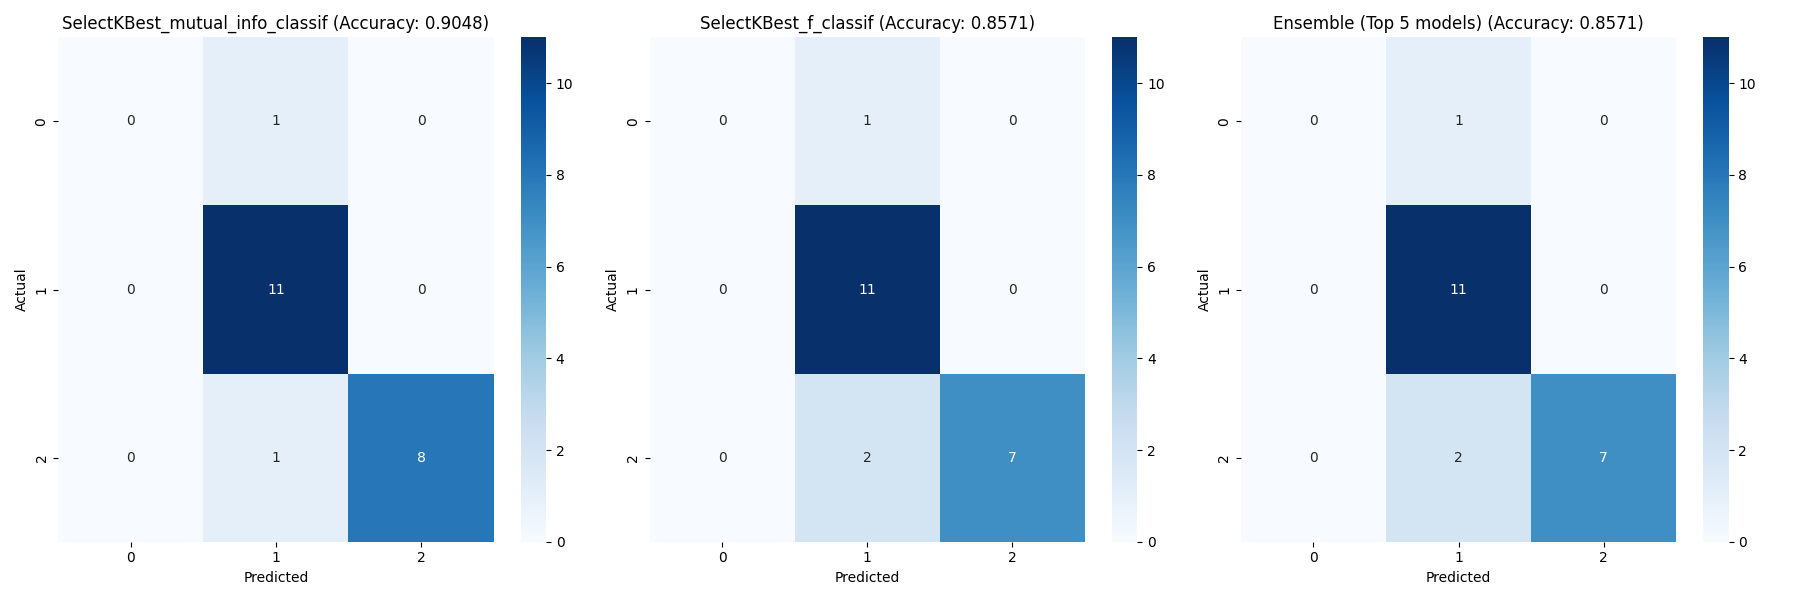 SelectKBest_mutual_info_classif (Accuracy: 0.9048)
Actual
0
1
2
0 1 0
0 11 0
0 1 8
0 1 2
Predicted
10
8
6
4
2
0
SelectKBest_f_classif (Accuracy: 0.8571)
Actual
0
1
2
0 1 0
0 11 0
0 2 7
0 1 2
Predicted
10
8
6
4
2
0
Ensemble (Top 5 models) (Accuracy: 0.8571)
Actual
0
1
2
0 1 0
0 11 0
0 2 7
0 1 2
Predicted
10
8
6
4
2
0